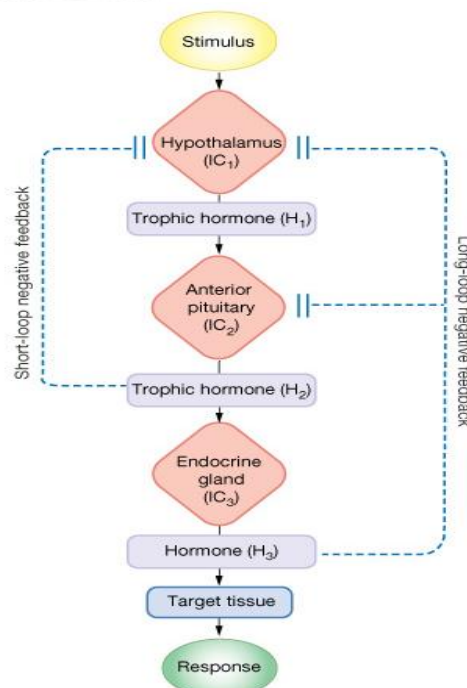 Stimulus
Hypothalamus
(IC₁)
Trophic hormone (H₁)
Anterior
pituitary
(IC₂)
Trophic hormone (H₂)
Endocrine
gland
(IC₃)
Hormone (H₃)
Target tissue
Response
Short-loop negative feedback
Long-loop negative feedback